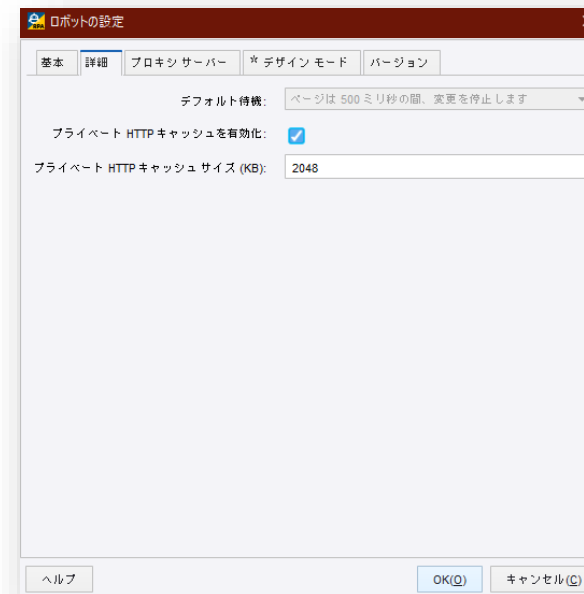 ロボットの設定
基本 詳細 プロキシ サーバー * デザイン モード バージョン
デフォルト待機: ページは 500 ミリ秒の間、変更を停止します
プライベート HTTP キャッシュを有効化:
プライベート HTTP キャッシュ サイズ (KB): 2048
ヘルプ OK(O) キャンセル(C)